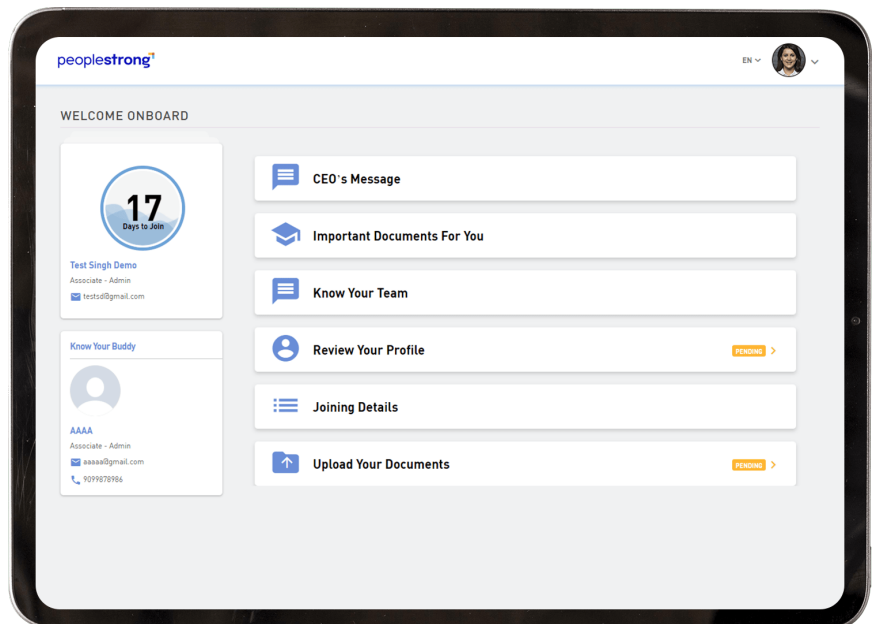 peoplestrong
EN
WELCOME ONBOARD
17
Days to Join
Test Singh Demo
Associate - Admin
testsd@gmail.com
Know Your Buddy
AAAA
Associate - Admin
aaaaa@gmail.com
9099878986
CEO's Message
Important Documents For You
Know Your Team
Review Your Profile
PENDING
Joining Details
Upload Your Documents
PENDING